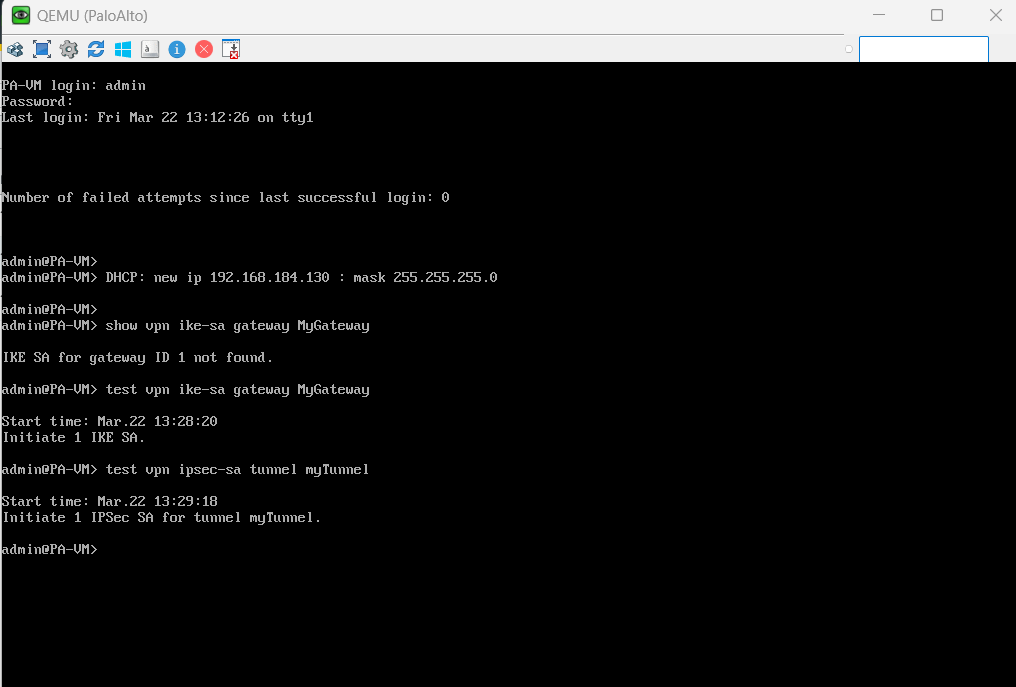 QEMU (PaloAlto)
PA-VM login: admin
Password:
Last login: Fri Mar 22 13:12:26 on tty1
Number of failed attempts since last successful login: 0
admin@PA-VM>
admin@PA-VM> DHCP: new ip 192.168.184.130 : mask 255.255.255.0
admin@PA-VM>
admin@PA-VM> show vpn ike-sa gateway MyGateway
IKE SA for gateway ID 1 not found.
admin@PA-VM> test vpn ike-sa gateway MyGateway
Start time: Mar.22 13:28:20
Initiate 1 IKE SA.
admin@PA-VM> test vpn ipsec-sa tunnel myTunnel
Start time: Mar.22 13:29:18
Initiate 1 IPSec SA for tunnel myTunnel.
admin@PA-VM>